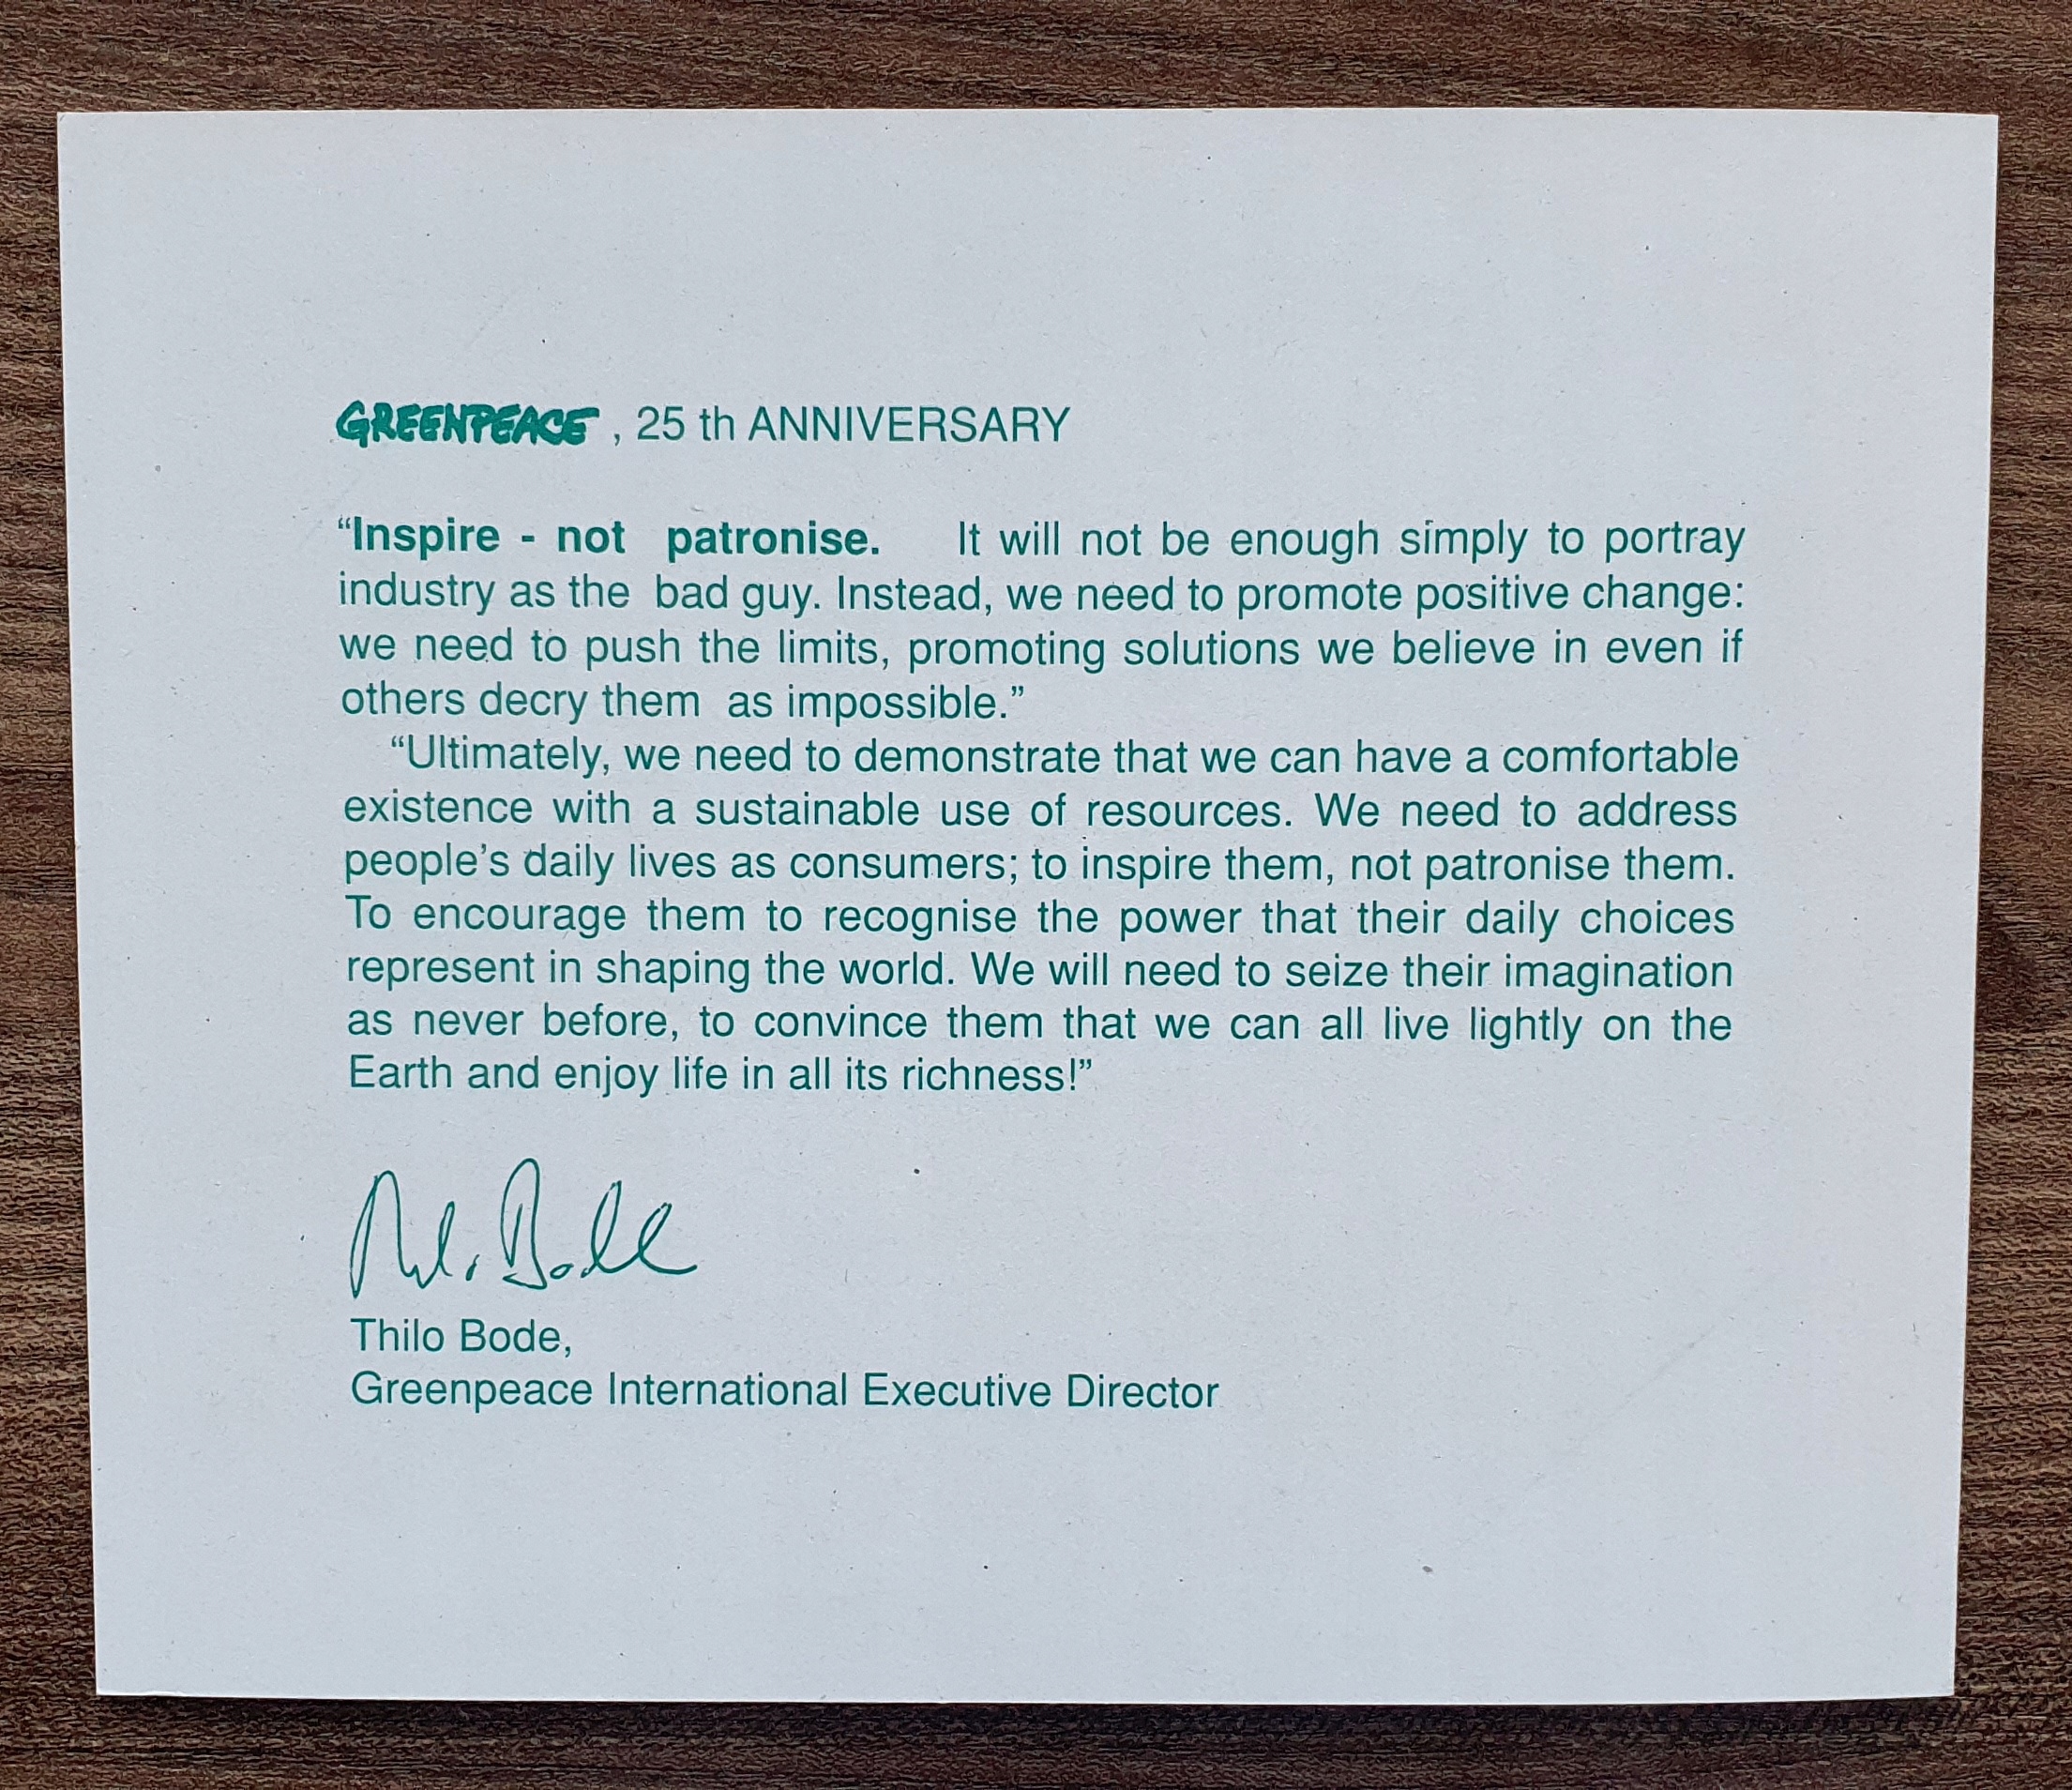 GREENPEACE , 25 th ANNIVERSARY
“Inspire - not patronise. It will not be enough simply to portray
industry as the bad guy. Instead, we need to promote positive change:
we need to push the limits, promoting solutions we believe in even if
others decry them as impossible.”
“Ultimately, we need to demonstrate that we can have a comfortable
existence with a sustainable use of resources. We need to address
people’s daily lives as consumers; to inspire them, not patronise them.
To encourage them to recognise the power that their daily choices
represent in shaping the world. We will need to seize their imagination
as never before, to convince them that we can all live lightly on the
Earth and enjoy life in all its richness!”
Thilo Bode
Thilo Bode,
Greenpeace International Executive Director